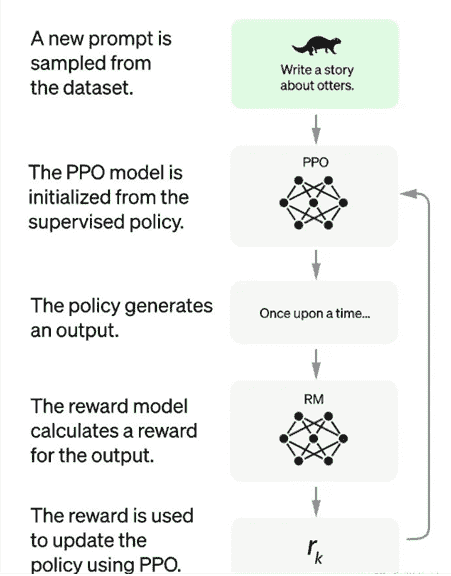 A new prompt is
sampled from
the dataset.
Write a story
about otters.
The PPO model is
initialized from the
supervised policy.
PPO
The policy generates
an output.
Once upon a time...
The reward model
calculates a reward
for the output.
RM
The reward is used
to update the
policy using PPO.
rₖ